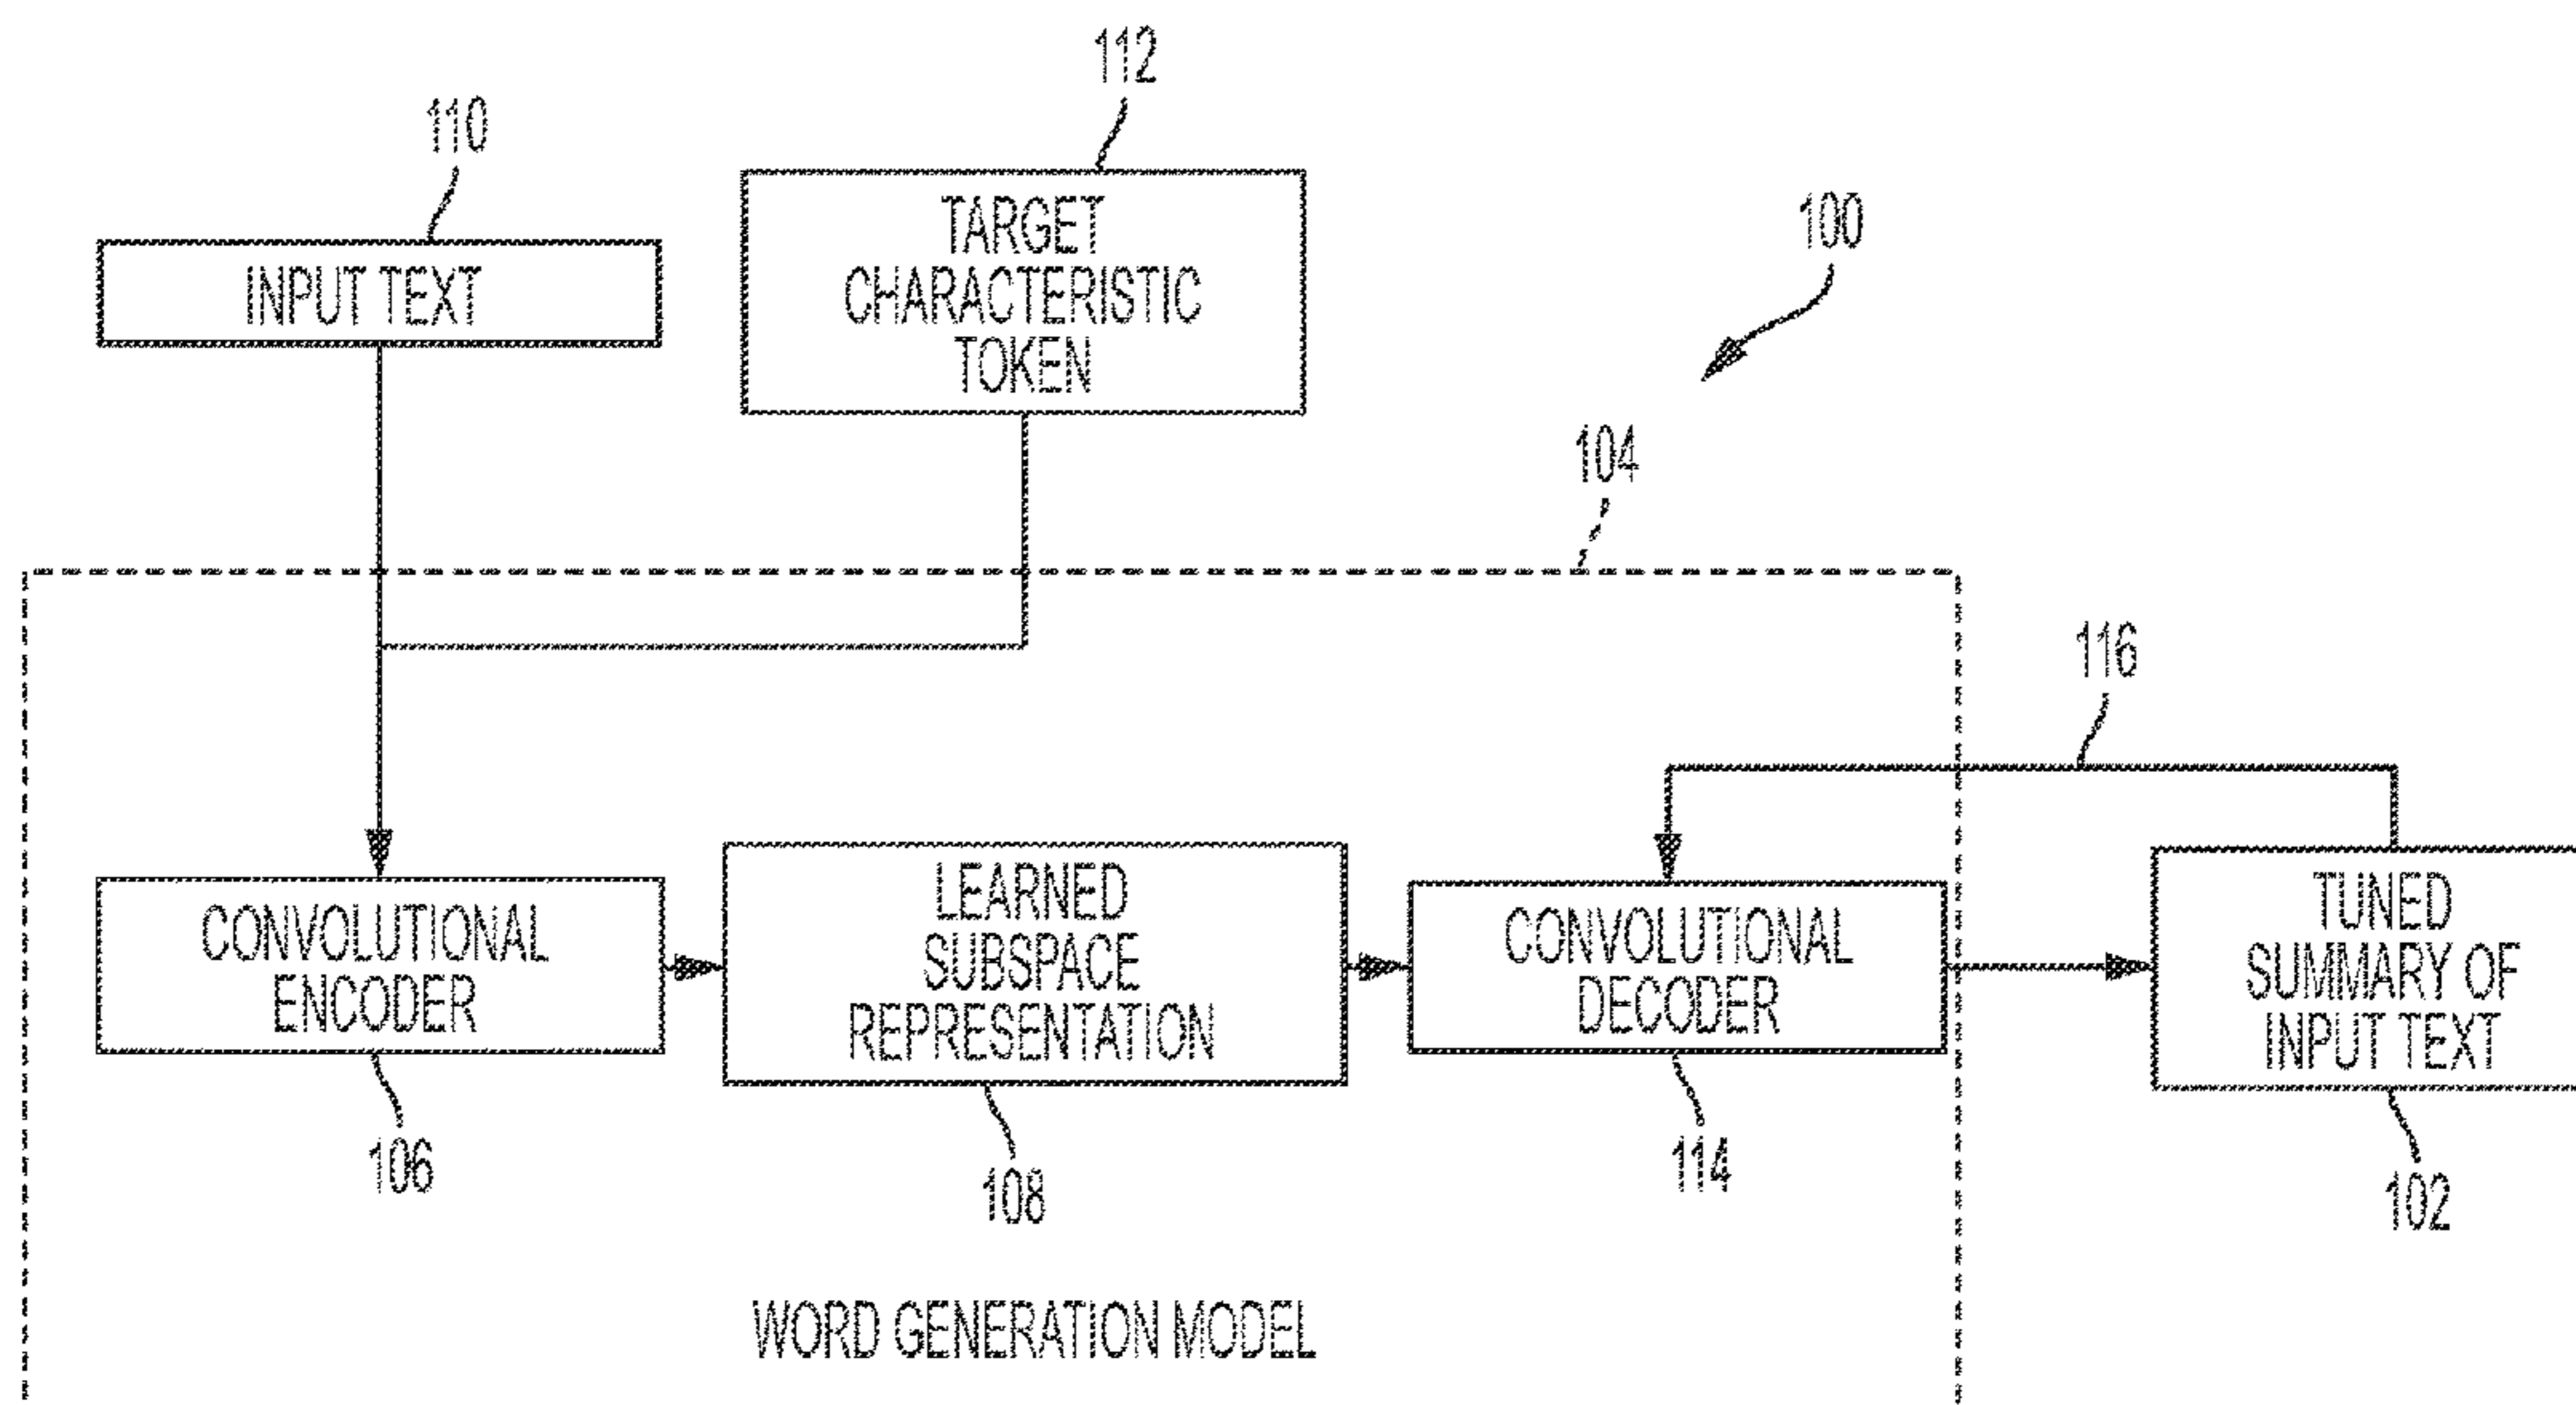 112
110
TARGET
CHARACTERISTIC
TOKEN
100
INPUT TEXT
104
116
CONVOLUTIONAL
ENCODER
LEARNED
SUBSPACE
REPRESENTATION
CONVOLUTIONAL
DECODER
TUNED
SUMMARY OF
INPUT TEXT
106
108
114
102
WORD GENERATION MODEL